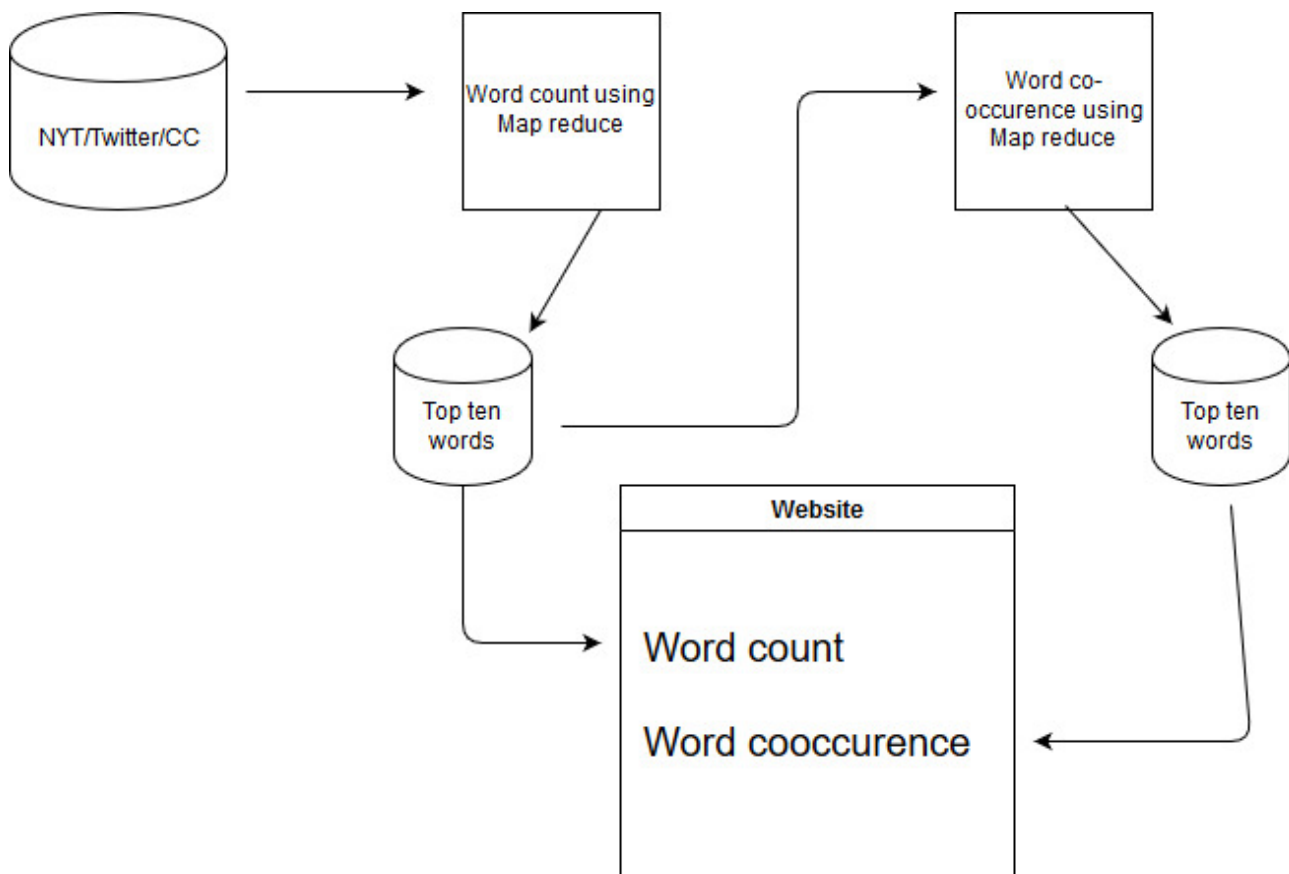 NYT/Twitter/CC
Word count using
Map reduce
Word co-
occurence using
Map reduce
Top ten
words
Top ten
words
Website
Word count
Word cooccurence